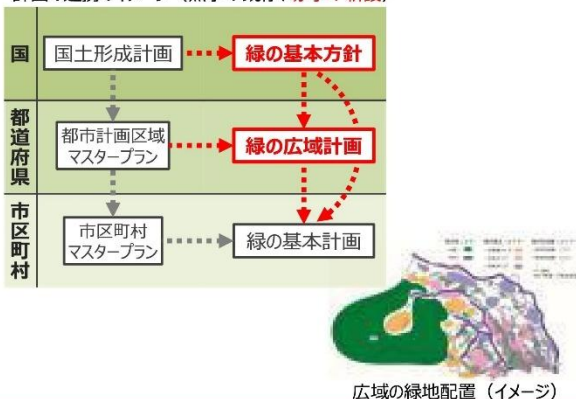 国
国土形成計画
緑の基本方針
都道府県
都市計画区域
マスタープラン
緑の広域計画
市区町村
市区町村
マスタープラン
緑の基本計画
広域の緑地配置（イメージ）